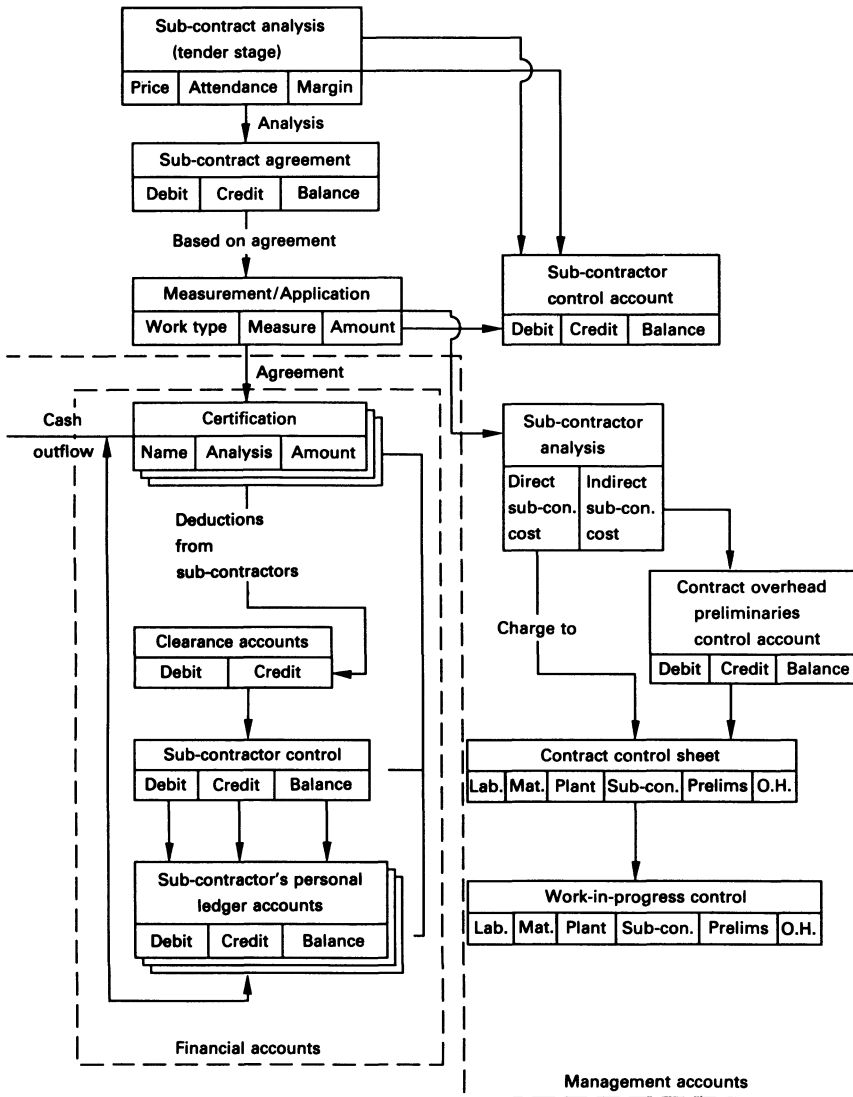 Sub-contract analysis
(tender stage)
Price Attendance Margin
Analysis
Sub-contract agreement
Debit Credit Balance
Based on agreement
Measurement/Application
Work type Measure Amount
Sub-contractor
control account
Debit Credit Balance
Agreement
Cash
outflow
Certification
Name Analysis Amount
Deductions
from
sub-contractors
Clearance accounts
Debit Credit
Sub-contractor control
Debit Credit Balance
Sub-contractor's personal
ledger accounts
Debit Credit Balance
Financial accounts
Sub-contractor
analysis
Direct
sub-con.
cost
Indirect
sub-con.
cost
Charge to
Contract overhead
preliminaries
control account
Debit Credit Balance
Contract control sheet
Lab. Mat. Plant Sub-con. Prelims O.H.
Work-in-progress control
Lab. Mat. Plant Sub-con. Prelims O.H.
Management accounts